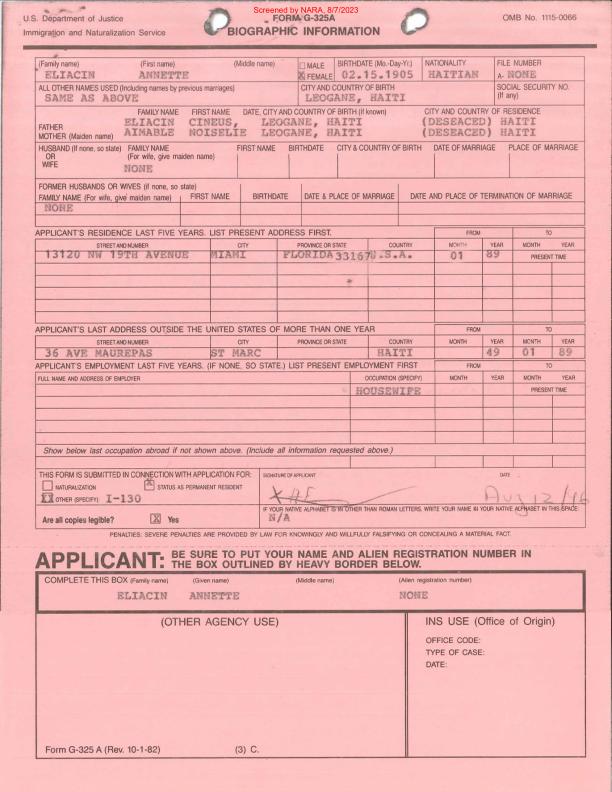 Screened by NARA, 8/7/2023
U.S. Department of Justice FORM G-325A OMB No. 1115-0066
Immigration and Naturalization Service BIOGRAPHIC INFORMATION
(Family name) (First name) (Middle name) MALE BIRTHDATE (Mo.-Day-Yr.) NATIONALITY FILE NUMBER
ELIACIN ANNETTE X FEMALE 02.15.1905 HAITIAN A- NONE
ALL OTHER NAMES USED (Including names by previous marriages) CITY AND COUNTRY OF BIRTH SOCIAL SECURITY NO. (If any)
SAME AS ABOVE LEOGANE, HAITI
FAMILY NAME FIRST NAME DATE, CITY AND COUNTRY OF BIRTH (If known) CITY AND COUNTRY OF RESIDENCE
FATHER ELIACIN CINEUS, LEOGANE, HAITI (DESEACED) HAITI
MOTHER (Maiden name) AIMABLE NOISELIE LEOGANE, HAITI (DESEACED) HAITI
HUSBAND (If none, so state) FAMILY NAME FIRST NAME BIRTHDATE CITY & COUNTRY OF BIRTH DATE OF MARRIAGE PLACE OF MARRIAGE
OR (For wife, give maiden name)
WIFE NONE
FORMER HUSBANDS OR WIVES (if none, so state)
FAMILY NAME (For wife, give maiden name) FIRST NAME BIRTHDATE DATE & PLACE OF MARRIAGE DATE AND PLACE OF TERMINATION OF MARRIAGE
NONE
APPLICANT'S RESIDENCE LAST FIVE YEARS. LIST PRESENT ADDRESS FIRST. FROM TO
STREET AND NUMBER CITY PROVINCE OR STATE COUNTRY MONTH YEAR MONTH YEAR
13120 NW 19TH AVENUE MIAMI FLORIDA 33167 U.S.A. 01 89 PRESENT TIME
APPLICANT'S LAST ADDRESS OUTSIDE THE UNITED STATES OF MORE THAN ONE YEAR FROM TO
STREET AND NUMBER CITY PROVINCE OR STATE COUNTRY MONTH YEAR MONTH YEAR
36 AVE MAUREPAS ST MARC HAITI 49 01 89
APPLICANT'S EMPLOYMENT LAST FIVE YEARS. (IF NONE, SO STATE.) LIST PRESENT EMPLOYMENT FIRST FROM TO
FULL NAME AND ADDRESS OF EMPLOYER OCCUPATION (SPECIFY) MONTH YEAR MONTH YEAR
HOUSEWIFE PRESENT TIME
Show below last occupation abroad if not shown above. (Include all information requested above.)
THIS FORM IS SUBMITTED IN CONNECTION WITH APPLICATION FOR: SIGNATURE OF APPLICANT DATE
NATURALIZATION X STATUS AS PERMANENT RESIDENT
XX OTHER (SPECIFY): I-130 Aug 12/96
IF YOUR NATIVE ALPHABET IS IN OTHER THAN ROMAN LETTERS, WRITE YOUR NAME IN YOUR NATIVE ALPHABET IN THIS SPACE:
Are all copies legible? X Yes N/A
PENALTIES: SEVERE PENALTIES ARE PROVIDED BY LAW FOR KNOWINGLY AND WILLFULLY FALSIFYING OR CONCEALING A MATERIAL FACT.
APPLICANT: BE SURE TO PUT YOUR NAME AND ALIEN REGISTRATION NUMBER IN
THE BOX OUTLINED BY HEAVY BORDER BELOW.
COMPLETE THIS BOX (Family name) (Given name) (Middle name) (Alien registration number)
ELIACIN ANNETTE NONE
(OTHER AGENCY USE) INS USE (Office of Origin)
OFFICE CODE:
TYPE OF CASE:
DATE:
Form G-325 A (Rev. 10-1-82) (3) C.